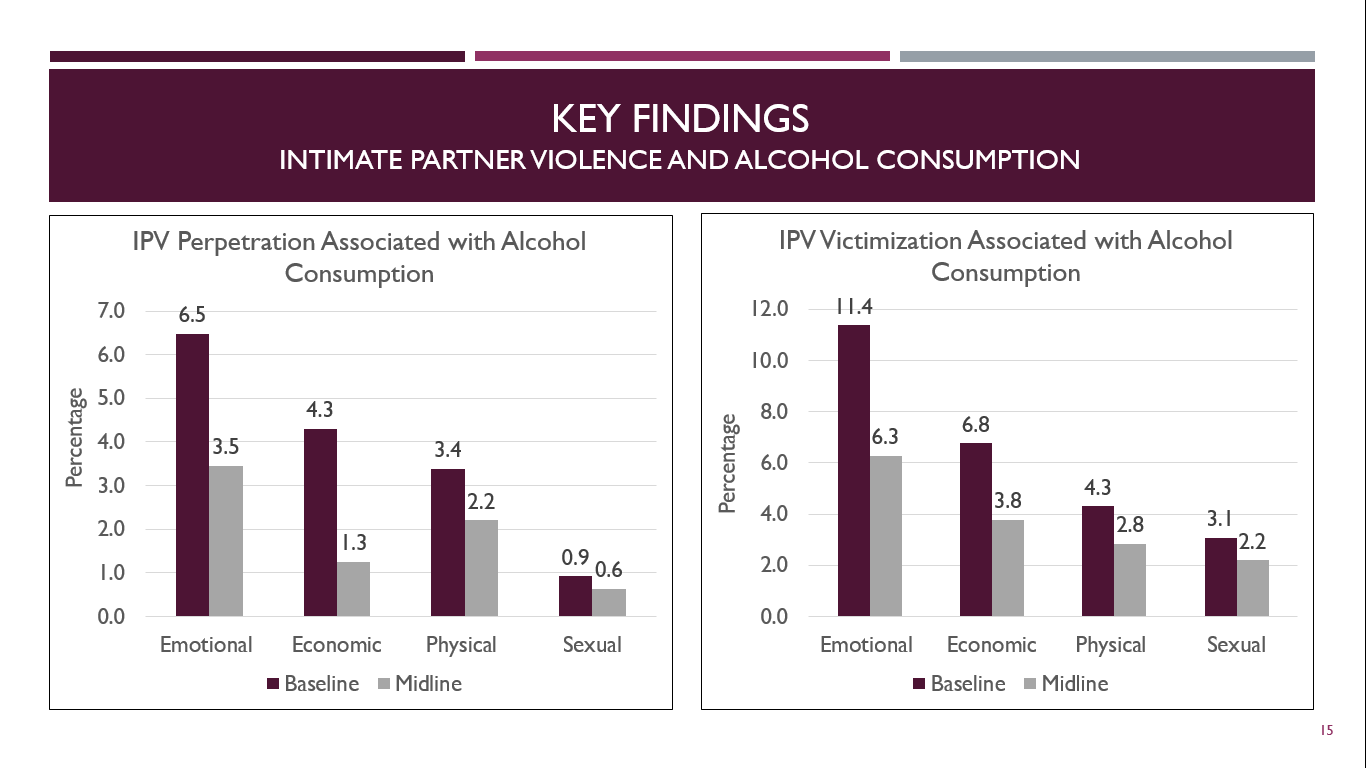 KEY FINDINGS
INTIMATE PARTNER VIOLENCE AND ALCOHOL CONSUMPTION
IPV Perpetration Associated with Alcohol
Consumption
Percentage
7.0
6.0
5.0
4.0
3.0
2.0
1.0
0.0
6.5
3.5
4.3
1.3
3.4
2.2
0.9
0.6
Emotional
Economic
Physical
Sexual
Baseline
Midline
IPV Victimization Associated with Alcohol
Consumption
Percentage
12.0
10.0
8.0
6.0
4.0
2.0
0.0
11.4
6.3
6.8
3.8
4.3
2.8
3.1
2.2
Emotional
Economic
Physical
Sexual
Baseline
Midline
15